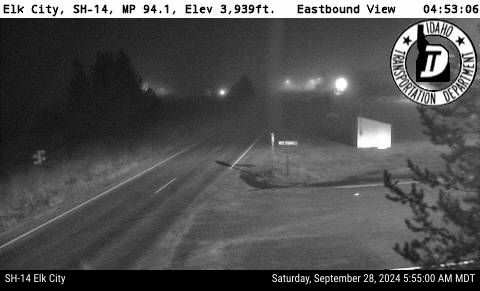 Elk City, SH-14, MP 94.1, Elev 3,939ft. Eastbound View 04:53:06
IDAHO
TRANSPORTATION DEPARTMENT
SH-14 Elk City Saturday, September 28, 2024 5:55:00 AM MDT